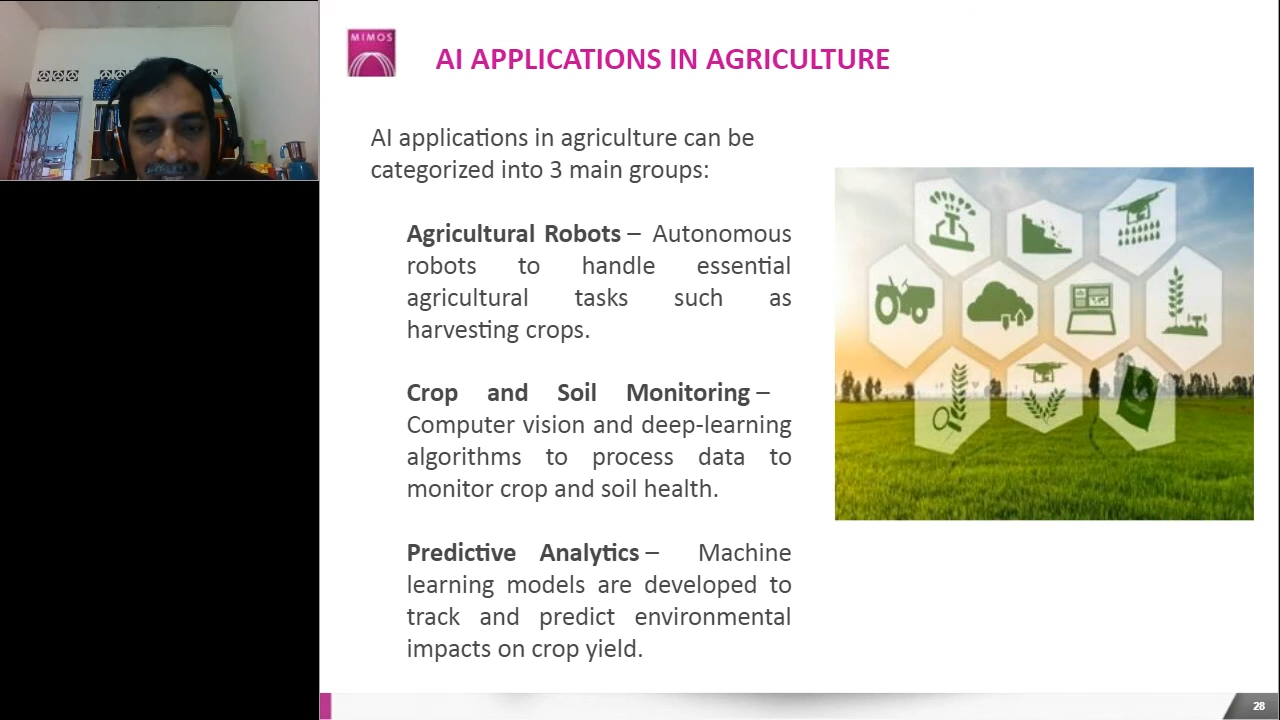 MIMOS
AI APPLICATIONS IN AGRICULTURE
AI applications in agriculture can be
categorized into 3 main groups:
Agricultural Robots – Autonomous
robots to handle essential
agricultural tasks such as
harvesting crops.
Crop and Soil Monitoring –
Computer vision and deep-learning
algorithms to process data to
monitor crop and soil health.
Predictive Analytics – Machine
learning models are developed to
track and predict environmental
impacts on crop yield.
28